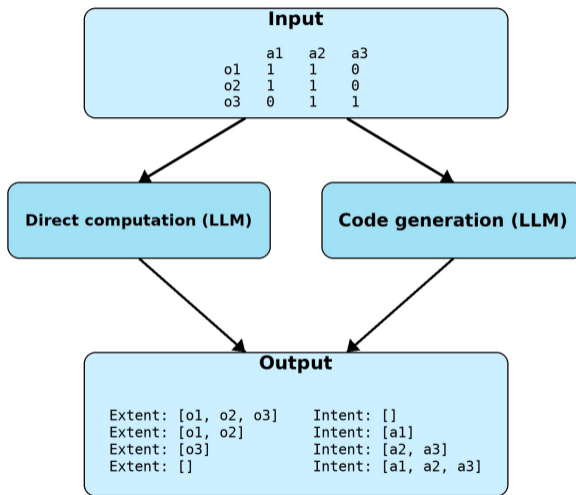 Input
a1 a2 a3
o1 1 1 0
o2 1 1 0
o3 0 1 1
Direct computation (LLM)
Code generation (LLM)
Output
Extent: [o1, o2, o3] Intent: []
Extent: [o1, o2] Intent: [a1]
Extent: [o3] Intent: [a2, a3]
Extent: [] Intent: [a1, a2, a3]